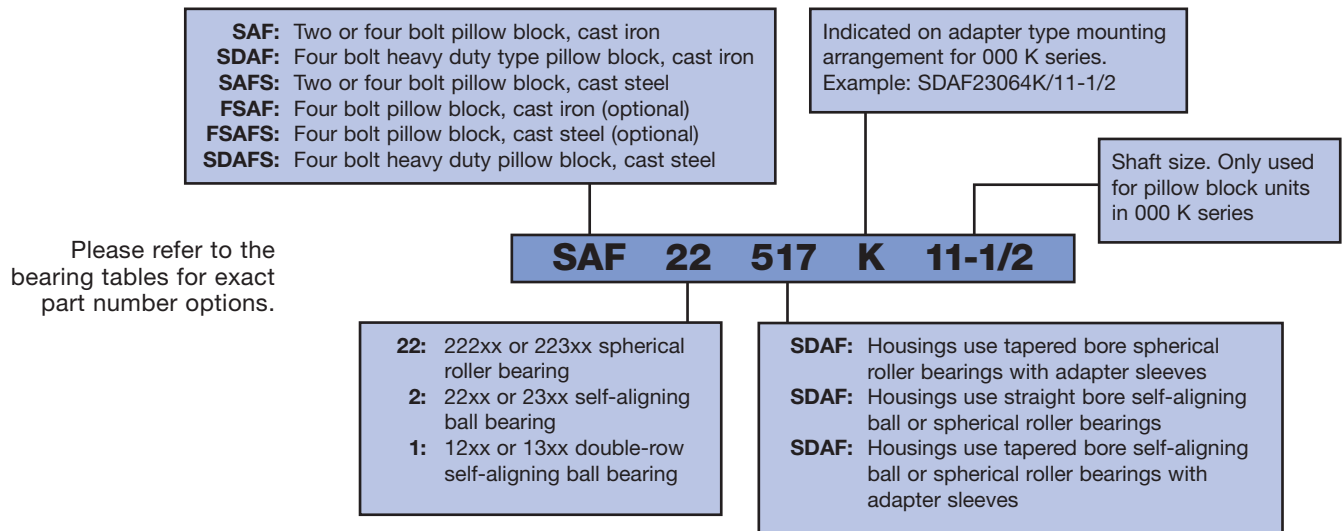 SAF: Two or four bolt pillow block, cast iron
SDAF: Four bolt heavy duty type pillow block, cast iron
SAFS: Two or four bolt pillow block, cast steel
FSAF: Four bolt pillow block, cast iron (optional)
FSAFS: Four bolt pillow block, cast steel (optional)
SDAFS: Four bolt heavy duty pillow block, cast steel
Indicated on adapter type mounting
arrangement for 000 K series.
Example: SDAF23064K/11-1/2
Shaft size. Only used
for pillow block units
in 000 K series
Please refer to the
bearing tables for exact
part number options.
SAF 22 517 K 11-1/2
22: 222xx or 223xx spherical
roller bearing
2: 22xx or 23xx self-aligning
ball bearing
1: 12xx or 13xx double-row
self-aligning ball bearing
SDAF: Housings use tapered bore spherical
roller bearings with adapter sleeves
SDAF: Housings use straight bore self-aligning
ball or spherical roller bearings
SDAF: Housings use tapered bore self-aligning
ball or spherical roller bearings with
adapter sleeves